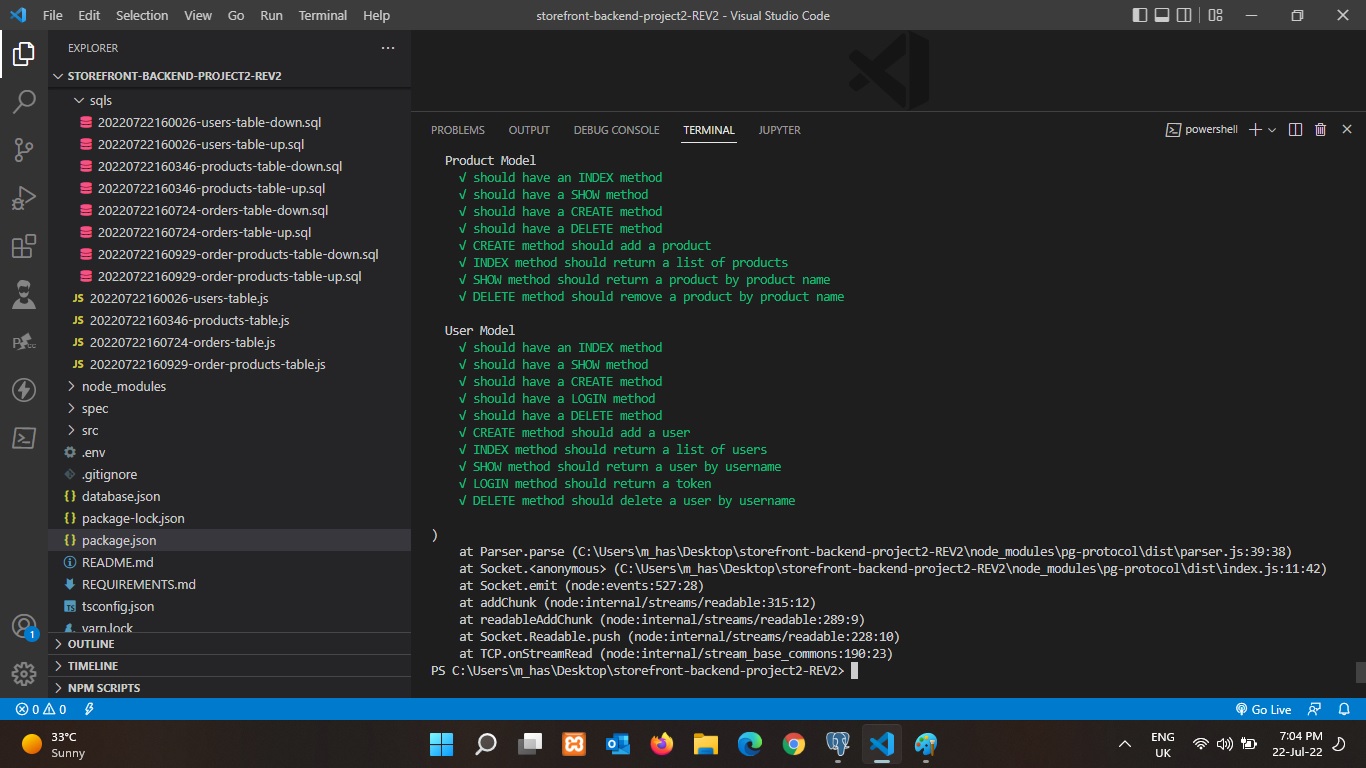 File Edit Selection View Go Run Terminal Help
storefront-backend-project2-REV2 - Visual Studio Code
EXPLORER
STOREFRONT-BACKEND-PROJECT2-REV2
sqls
20220722160026-users-table-down.sql
20220722160026-users-table-up.sql
20220722160346-products-table-down.sql
20220722160346-products-table-up.sql
20220722160724-orders-table-down.sql
20220722160724-orders-table-up.sql
20220722160929-order-products-table-down.sql
20220722160929-order-products-table-up.sql
JS 20220722160026-users-table.js
JS 20220722160346-products-table.js
JS 20220722160724-orders-table.js
JS 20220722160929-order-products-table.js
node_modules
spec
src
.env
.gitignore
{} database.json
{} package-lock.json
{} package.json
README.md
REQUIREMENTS.md
TS tsconfig.json
yarn.lock
OUTLINE
TIMELINE
NPM SCRIPTS
1
PROBLEMS OUTPUT DEBUG CONSOLE TERMINAL JUPYTER
powershell
Product Model
√ should have an INDEX method
√ should have a SHOW method
√ should have a CREATE method
√ should have a DELETE method
√ CREATE method should add a product
√ INDEX method should return a list of products
√ SHOW method should return a product by product name
√ DELETE method should remove a product by product name
User Model
√ should have an INDEX method
√ should have a SHOW method
√ should have a CREATE method
√ should have a LOGIN method
√ should have a DELETE method
√ CREATE method should add a user
√ INDEX method should return a list of users
√ SHOW method should return a user by username
√ LOGIN method should return a token
√ DELETE method should delete a user by username
)
at Parser.parse (C:\Users\m_has\Desktop\storefront-backend-project2-REV2\node_modules\pg-protocol\dist\parser.js:39:38)
at Socket.<anonymous> (C:\Users\m_has\Desktop\storefront-backend-project2-REV2\node_modules\pg-protocol\dist\index.js:11:42)
at Socket.emit (node:events:527:28)
at addChunk (node:internal/streams/readable:315:12)
at readableAddChunk (node:internal/streams/readable:289:9)
at Socket.Readable.push (node:internal/streams/readable:228:10)
at TCP.onStreamRead (node:internal/stream_base_commons:190:23)
PS C:\Users\m_has\Desktop\storefront-backend-project2-REV2>
0 0
Go Live
33°C
Sunny
ENG
UK
7:04 PM
22-Jul-22